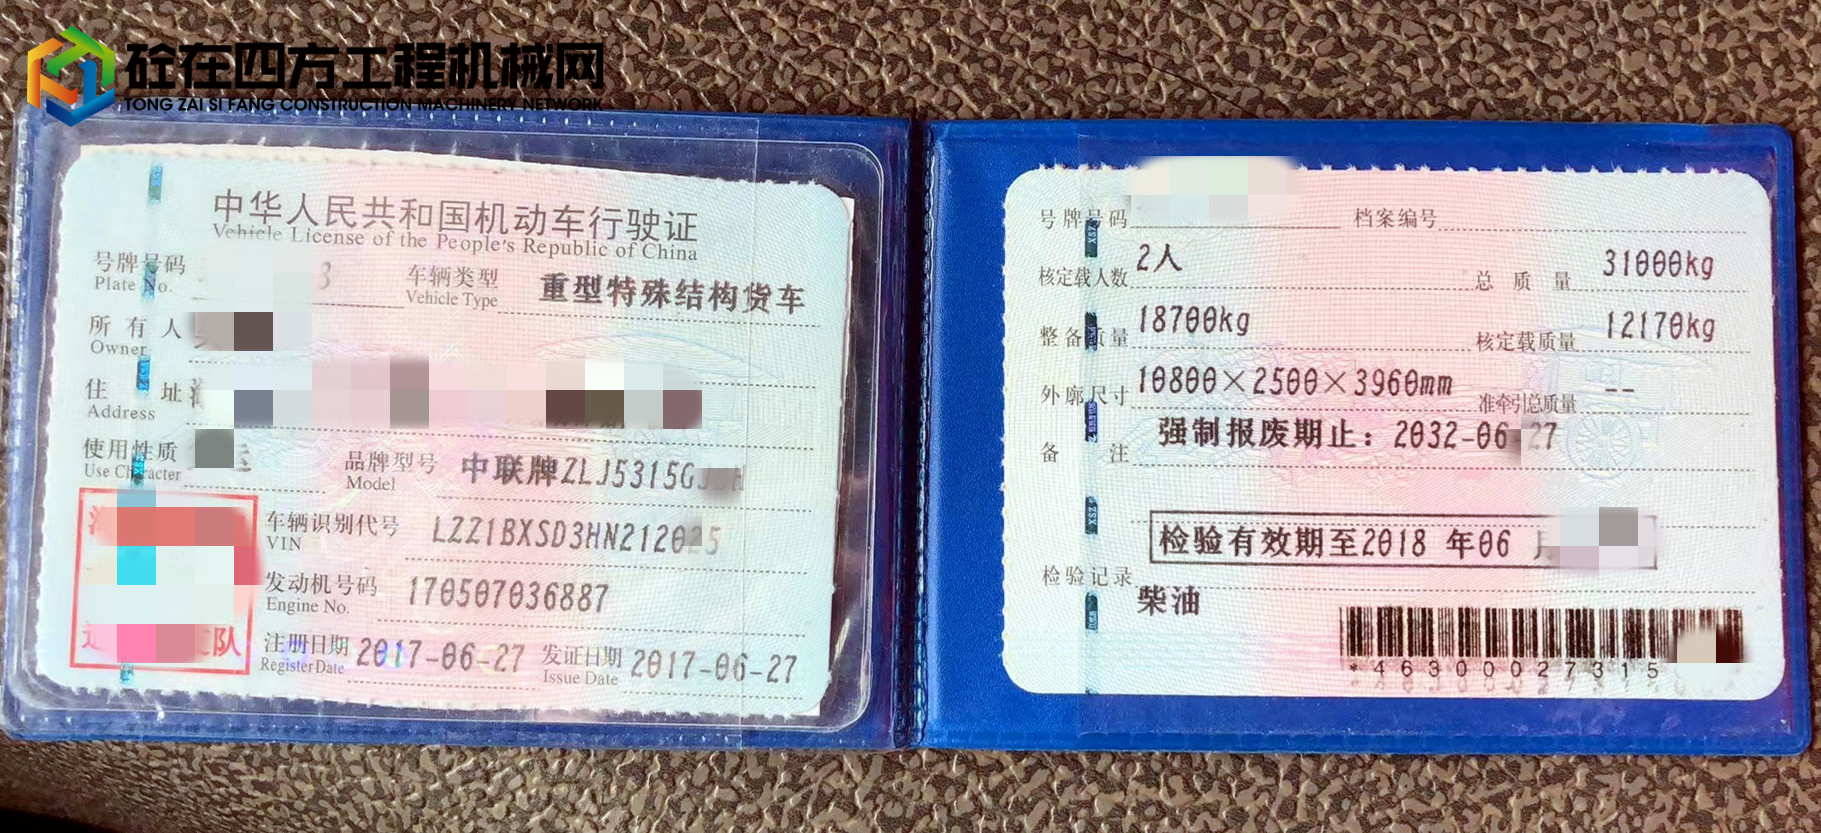 砼在四方工程机械网
TONG ZAI SI FANG CONSTRUCTION MACHINERY NETWORK
中华人民共和国机动车行驶证
Vehicle License of the People's Republic of China
号牌号码
Plate No.
车辆类型 重型特殊结构货车
Vehicle Type
所有人
Owner
住址
Address
使用性质
Use Character
品牌型号 中联牌ZLJ5315G
Model
车辆识别代号 LZZ1BXSD3HN212025
VIN
发动机号码 170507036887
Engine No.
注册日期 2017-06-27 发证日期 2017-06-27
Register Date Issue Date
队
号牌号码 档案编号
核定载人数 2人 总质量 31000kg
整备质量 18700kg 核定载质量 12170kg
外廓尺寸 10800×2500×3960mm 准牵引总质量 --
备注 强制报废期止：2032-06-27
检验有效期至2018 年06 月
检验记录
柴油
*463000027315